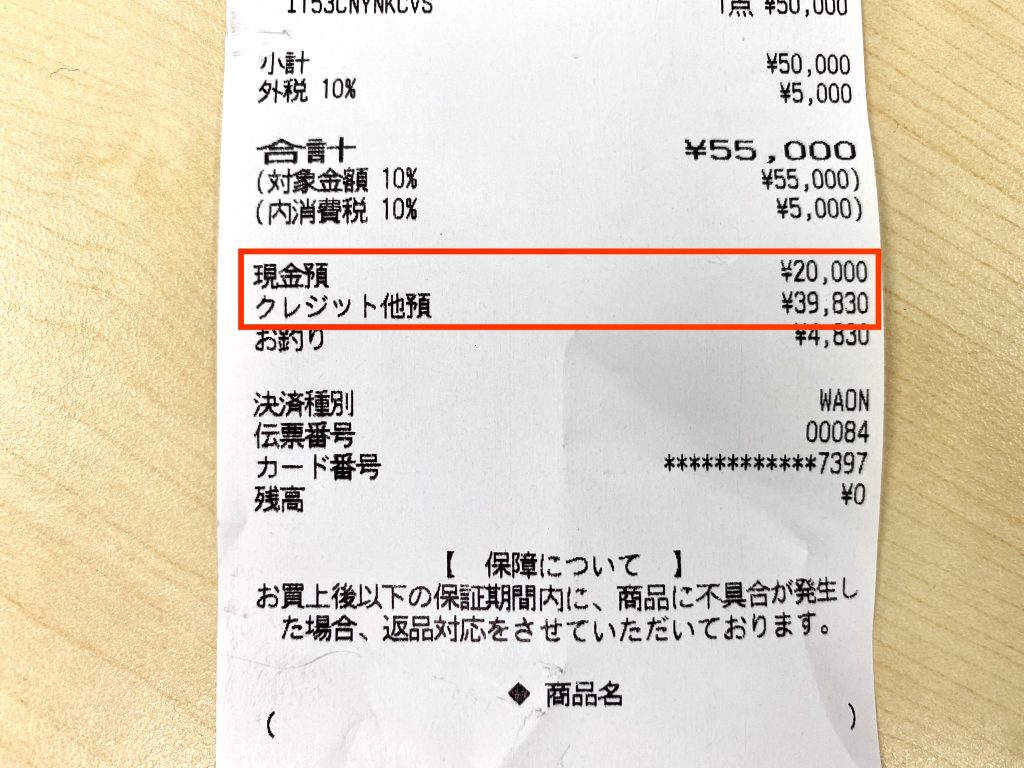 IT53CNYNKCVS 1点 ¥50,000
小計 ¥50,000
外税 10% ¥5,000
合計 ¥55,000
(対象金額 10% ¥55,000)
(内消費税 10% ¥5,000)
現金預 ¥20,000
クレジット他預 ¥39,830
お釣り ¥4,830
決済種別 WAON
伝票番号 00084
カード番号 ************7397
残高 ¥0
【 保障について 】
お買上後以下の保証期間内に、商品に不具合が発生し
た場合、返品対応をさせていただいております。
◆ 商品名
( )